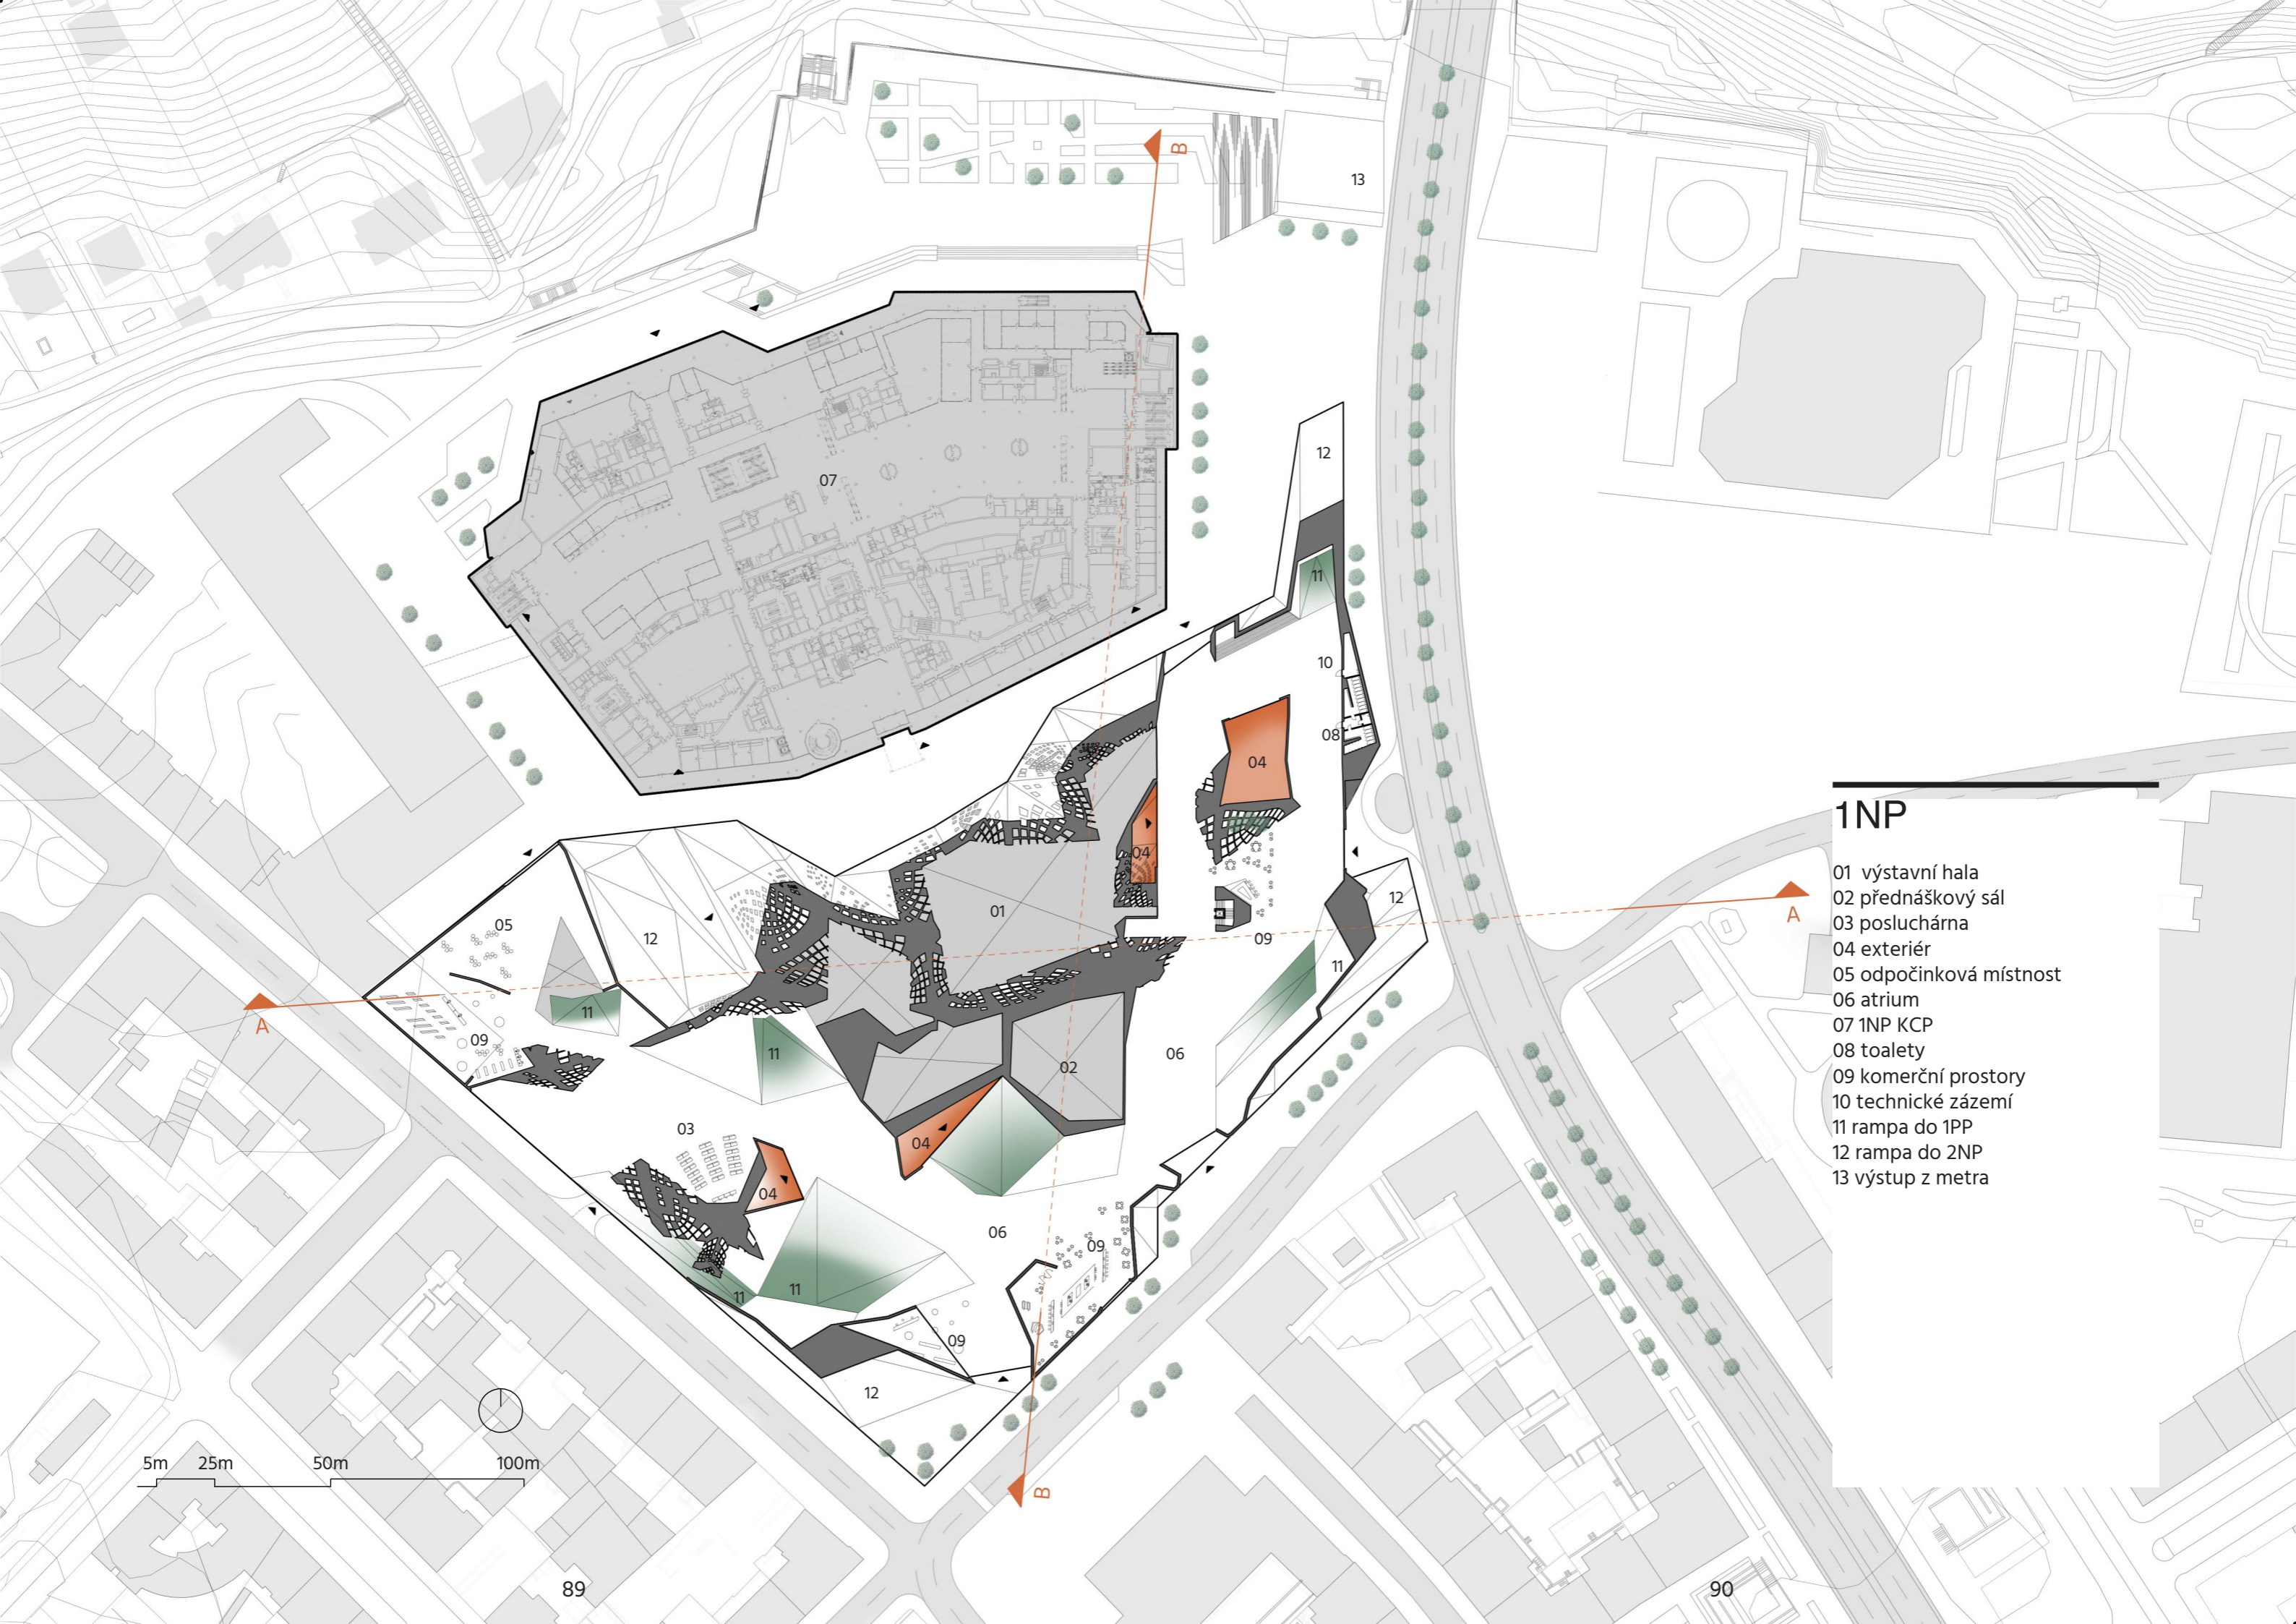 B
13
12
07
11
10
08
04
04
1NP
01 výstavní hala
02 přednáškový sál
03 posluchárna
04 exteriér
05 odpočinková místnost
06 atrium
07 1NP KCP
08 toalety
09 komerční prostory
10 technické zázemí
11 rampa do 1PP
12 rampa do 2NP
13 výstup z metra
12
A
01
05
12
09
11
A
11
09
11
06
02
03
04
04
06
09
11
11
09
12
5m 25m 50m 100m
B
89
90